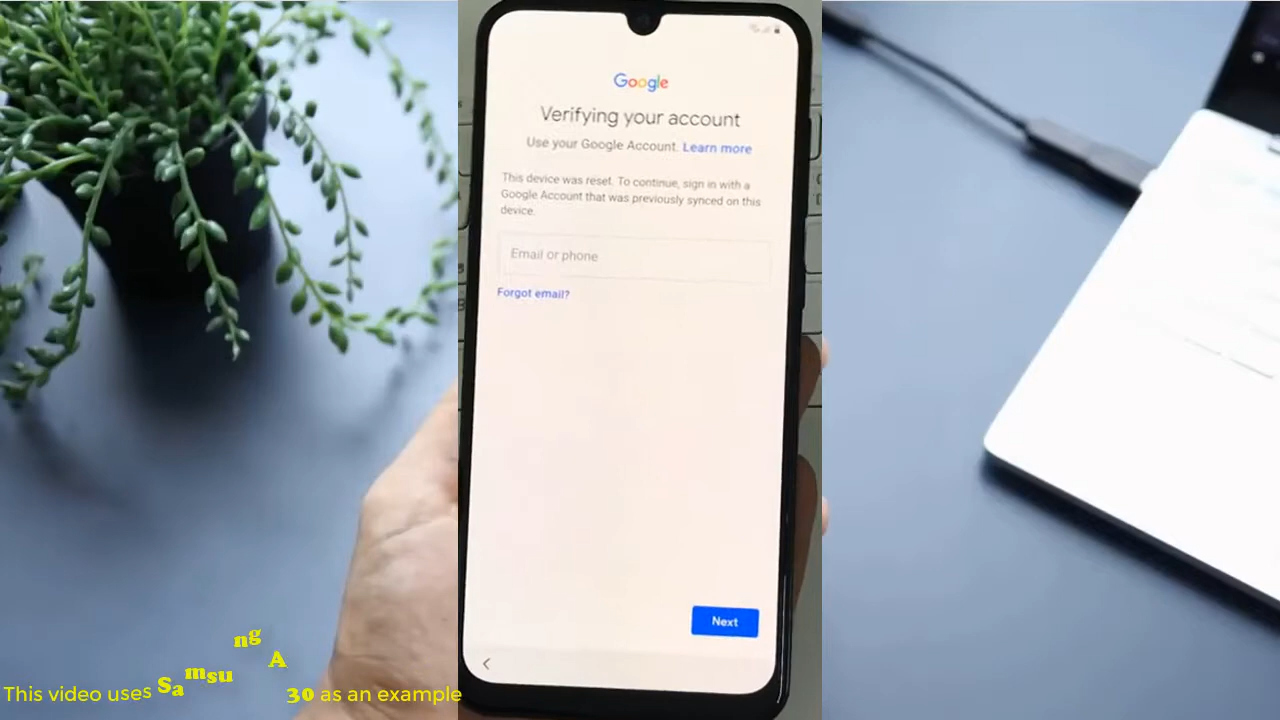 Google
Verifying your account
Use your Google Account. Learn more
This device was reset. To continue, sign in with a
Google Account that was previously synced on this
device.
Email or phone
Forgot email?
Next
This video uses Samsung A 30 as an example